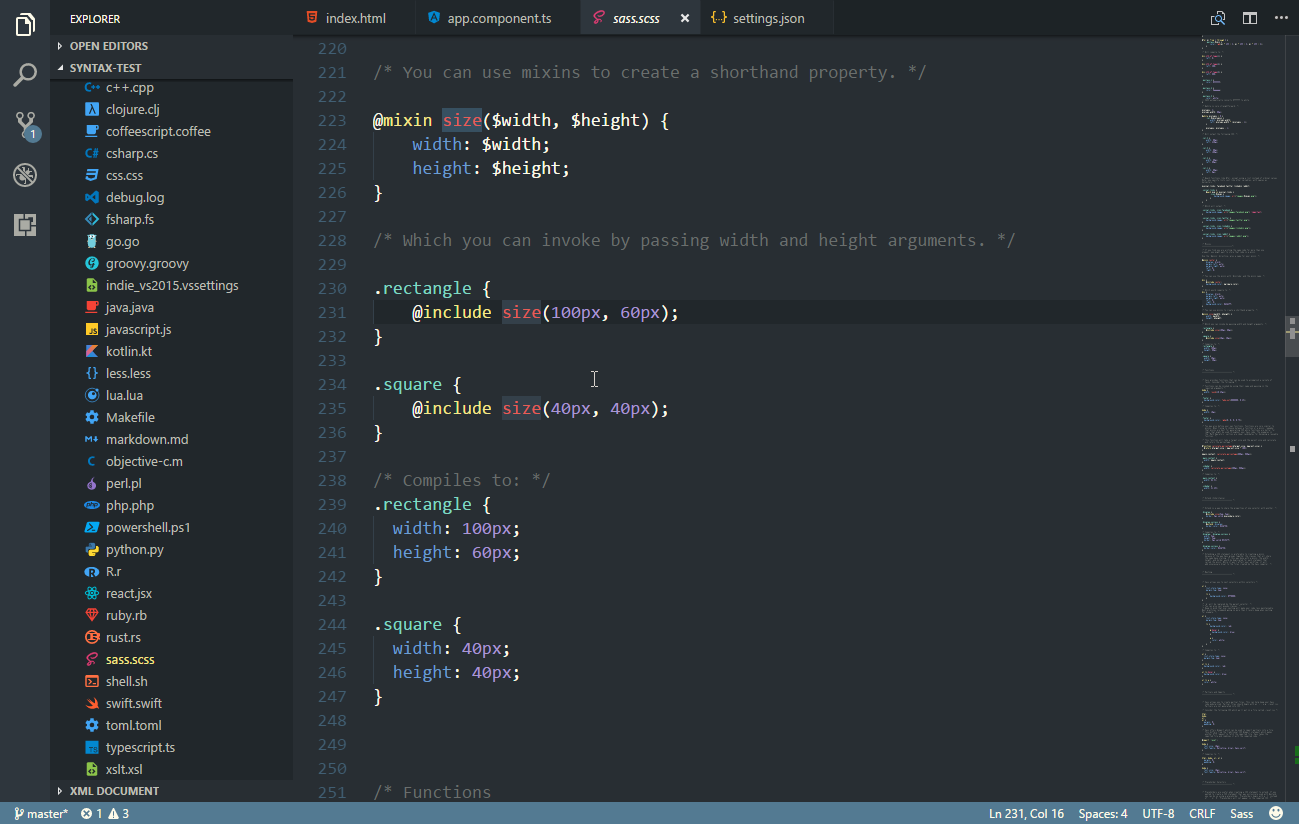 EXPLORER
index.html
app.component.ts
sass.scss
settings.json
OPEN EDITORS
SYNTAX-TEST
c++.cpp
clojure.clj
coffeescript.coffee
csharp.cs
css.css
debug.log
fsharp.fs
go.go
groovy.groovy
indie_vs2015.vssettings
java.java
javascript.js
kotlin.kt
less.less
lua.lua
Makefile
markdown.md
objective-c.m
perl.pl
php.php
powershell.ps1
python.py
R.r
react.jsx
ruby.rb
rust.rs
sass.scss
shell.sh
swift.swift
toml.toml
typescript.ts
xslt.xsl
XML DOCUMENT
1
220
221 /* You can use mixins to create a shorthand property. */
222
223 @mixin size($width, $height) {
224 width: $width;
225 height: $height;
226 }
227
228 /* Which you can invoke by passing width and height arguments. */
229
230 .rectangle {
231 @include size(100px, 60px);
232 }
233
234 .square {
235 @include size(40px, 40px);
236 }
237
238 /* Compiles to: */
239 .rectangle {
240 width: 100px;
241 height: 60px;
242 }
243
244 .square {
245 width: 40px;
246 height: 40px;
247 }
248
249
250
251 /* Functions
master* 1 3
Ln 231, Col 16 Spaces: 4 UTF-8 CRLF Sass